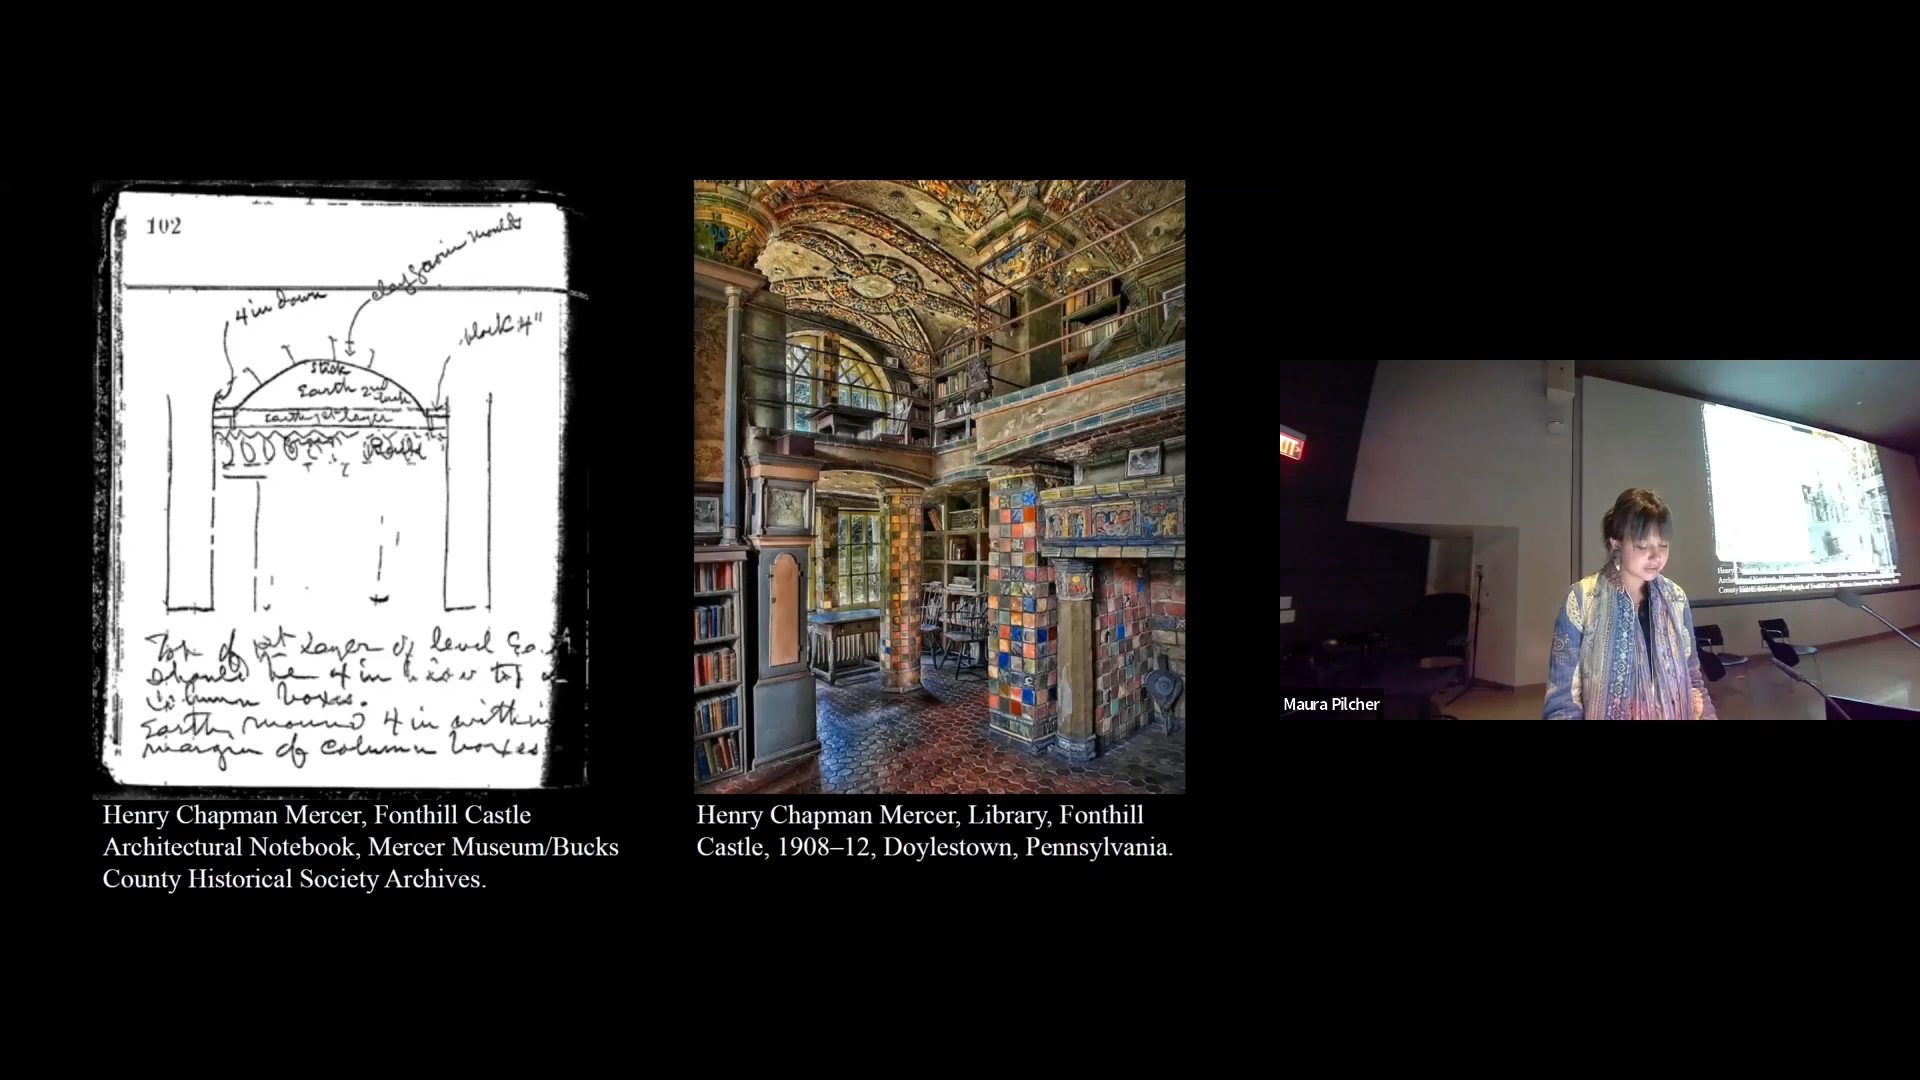 102
4 in down
block 4"
stick
Earth 2nd
Earth 1st layer
Top of 1st Layer of level
should be 4 in below top
column boxes.
Earth mound 4 in within
margin of column boxes
Henry Chapman Mercer, Fonthill Castle
Architectural Notebook, Mercer Museum/Bucks
County Historical Society Archives.
Henry Chapman Mercer, Library, Fonthill
Castle, 1908–12, Doylestown, Pennsylvania.
Maura Pilcher